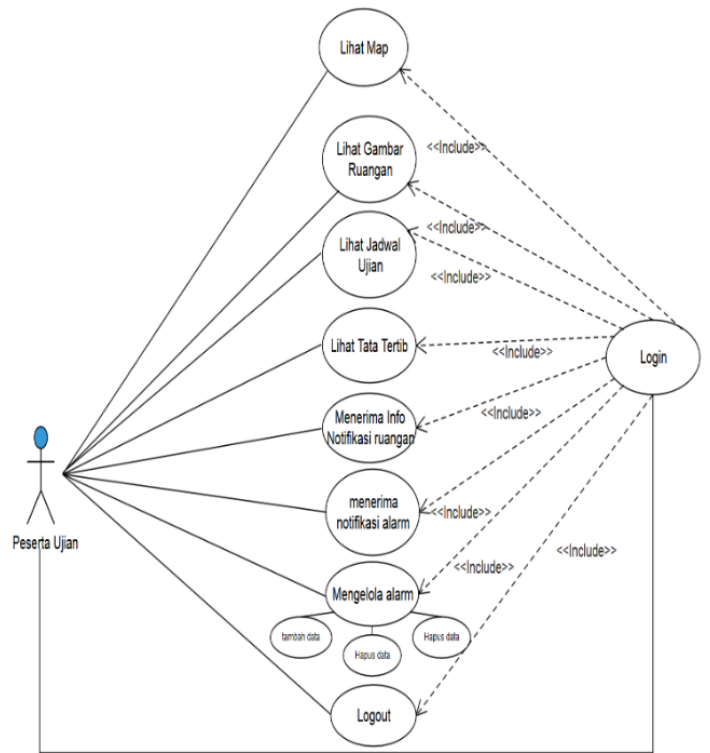 Lihat Map
<<Include>>
Lihat Gambar
Ruangan
<<Include>>
Lihat Jadwal
Ujian
<<Include>>
Lihat Tata Tertib
<<Include>>
Login
Menerima Info
Notifikasi ruangan
<<Include>>
menerima
notifikasi alarm
<<Include>>
Peserta Ujian
<<Include>>
<<Include>>
Mengelola alarm
tambah data
Hapus data
Hapus data
Logout